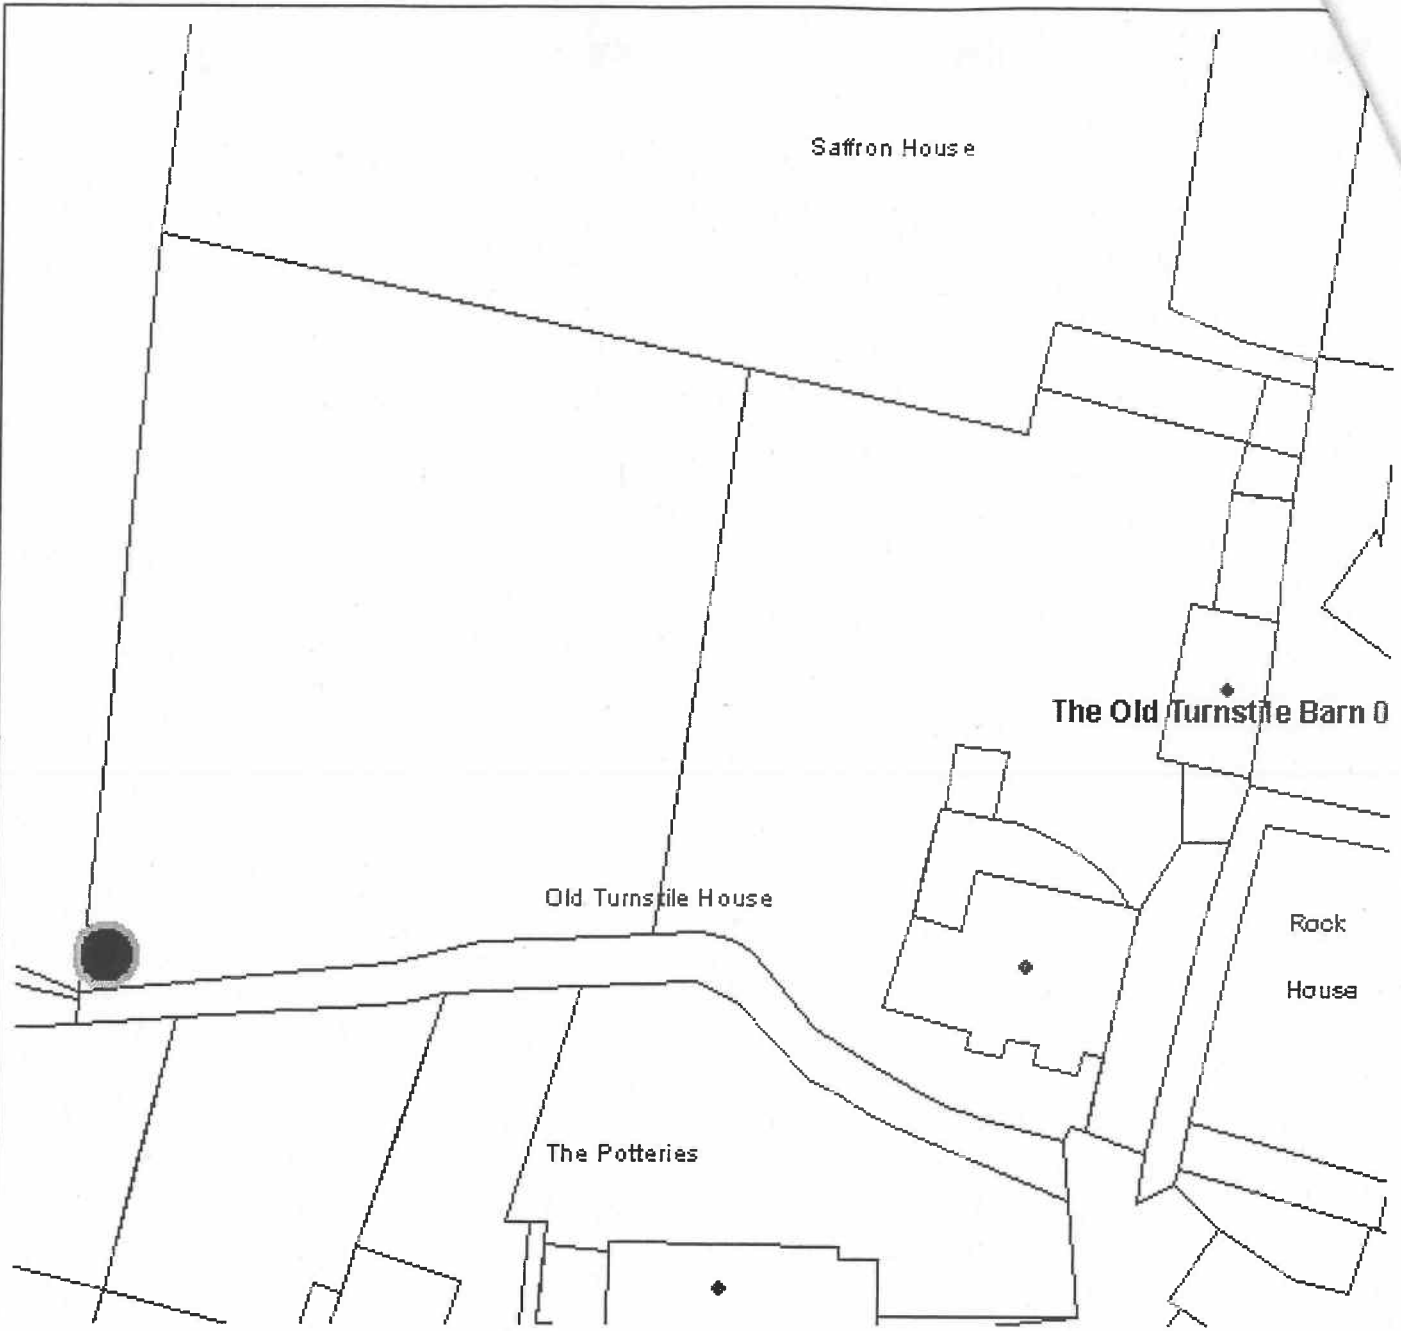 Saffron House
The Old Turnstile Barn 0
Old Turnstile House
Rock
House
The Potteries